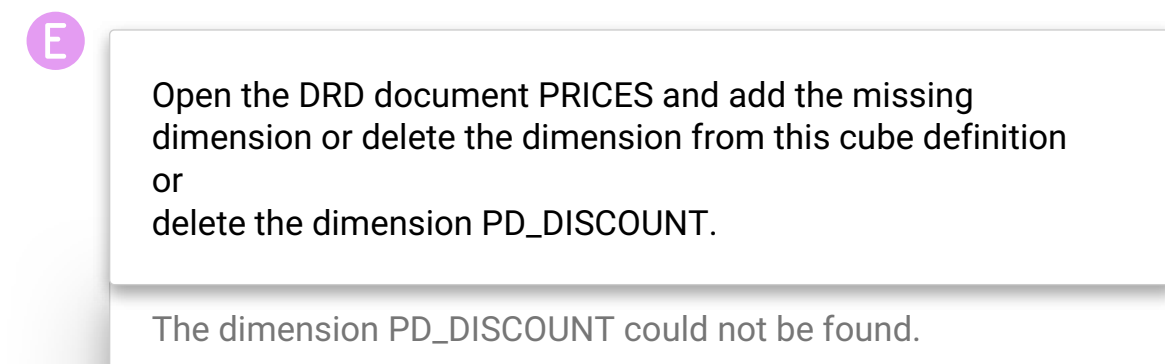 E
Open the DRD document PRICES and add the missing
dimension or delete the dimension from this cube definition
or
delete the dimension PD_DISCOUNT.
The dimension PD_DISCOUNT could not be found.